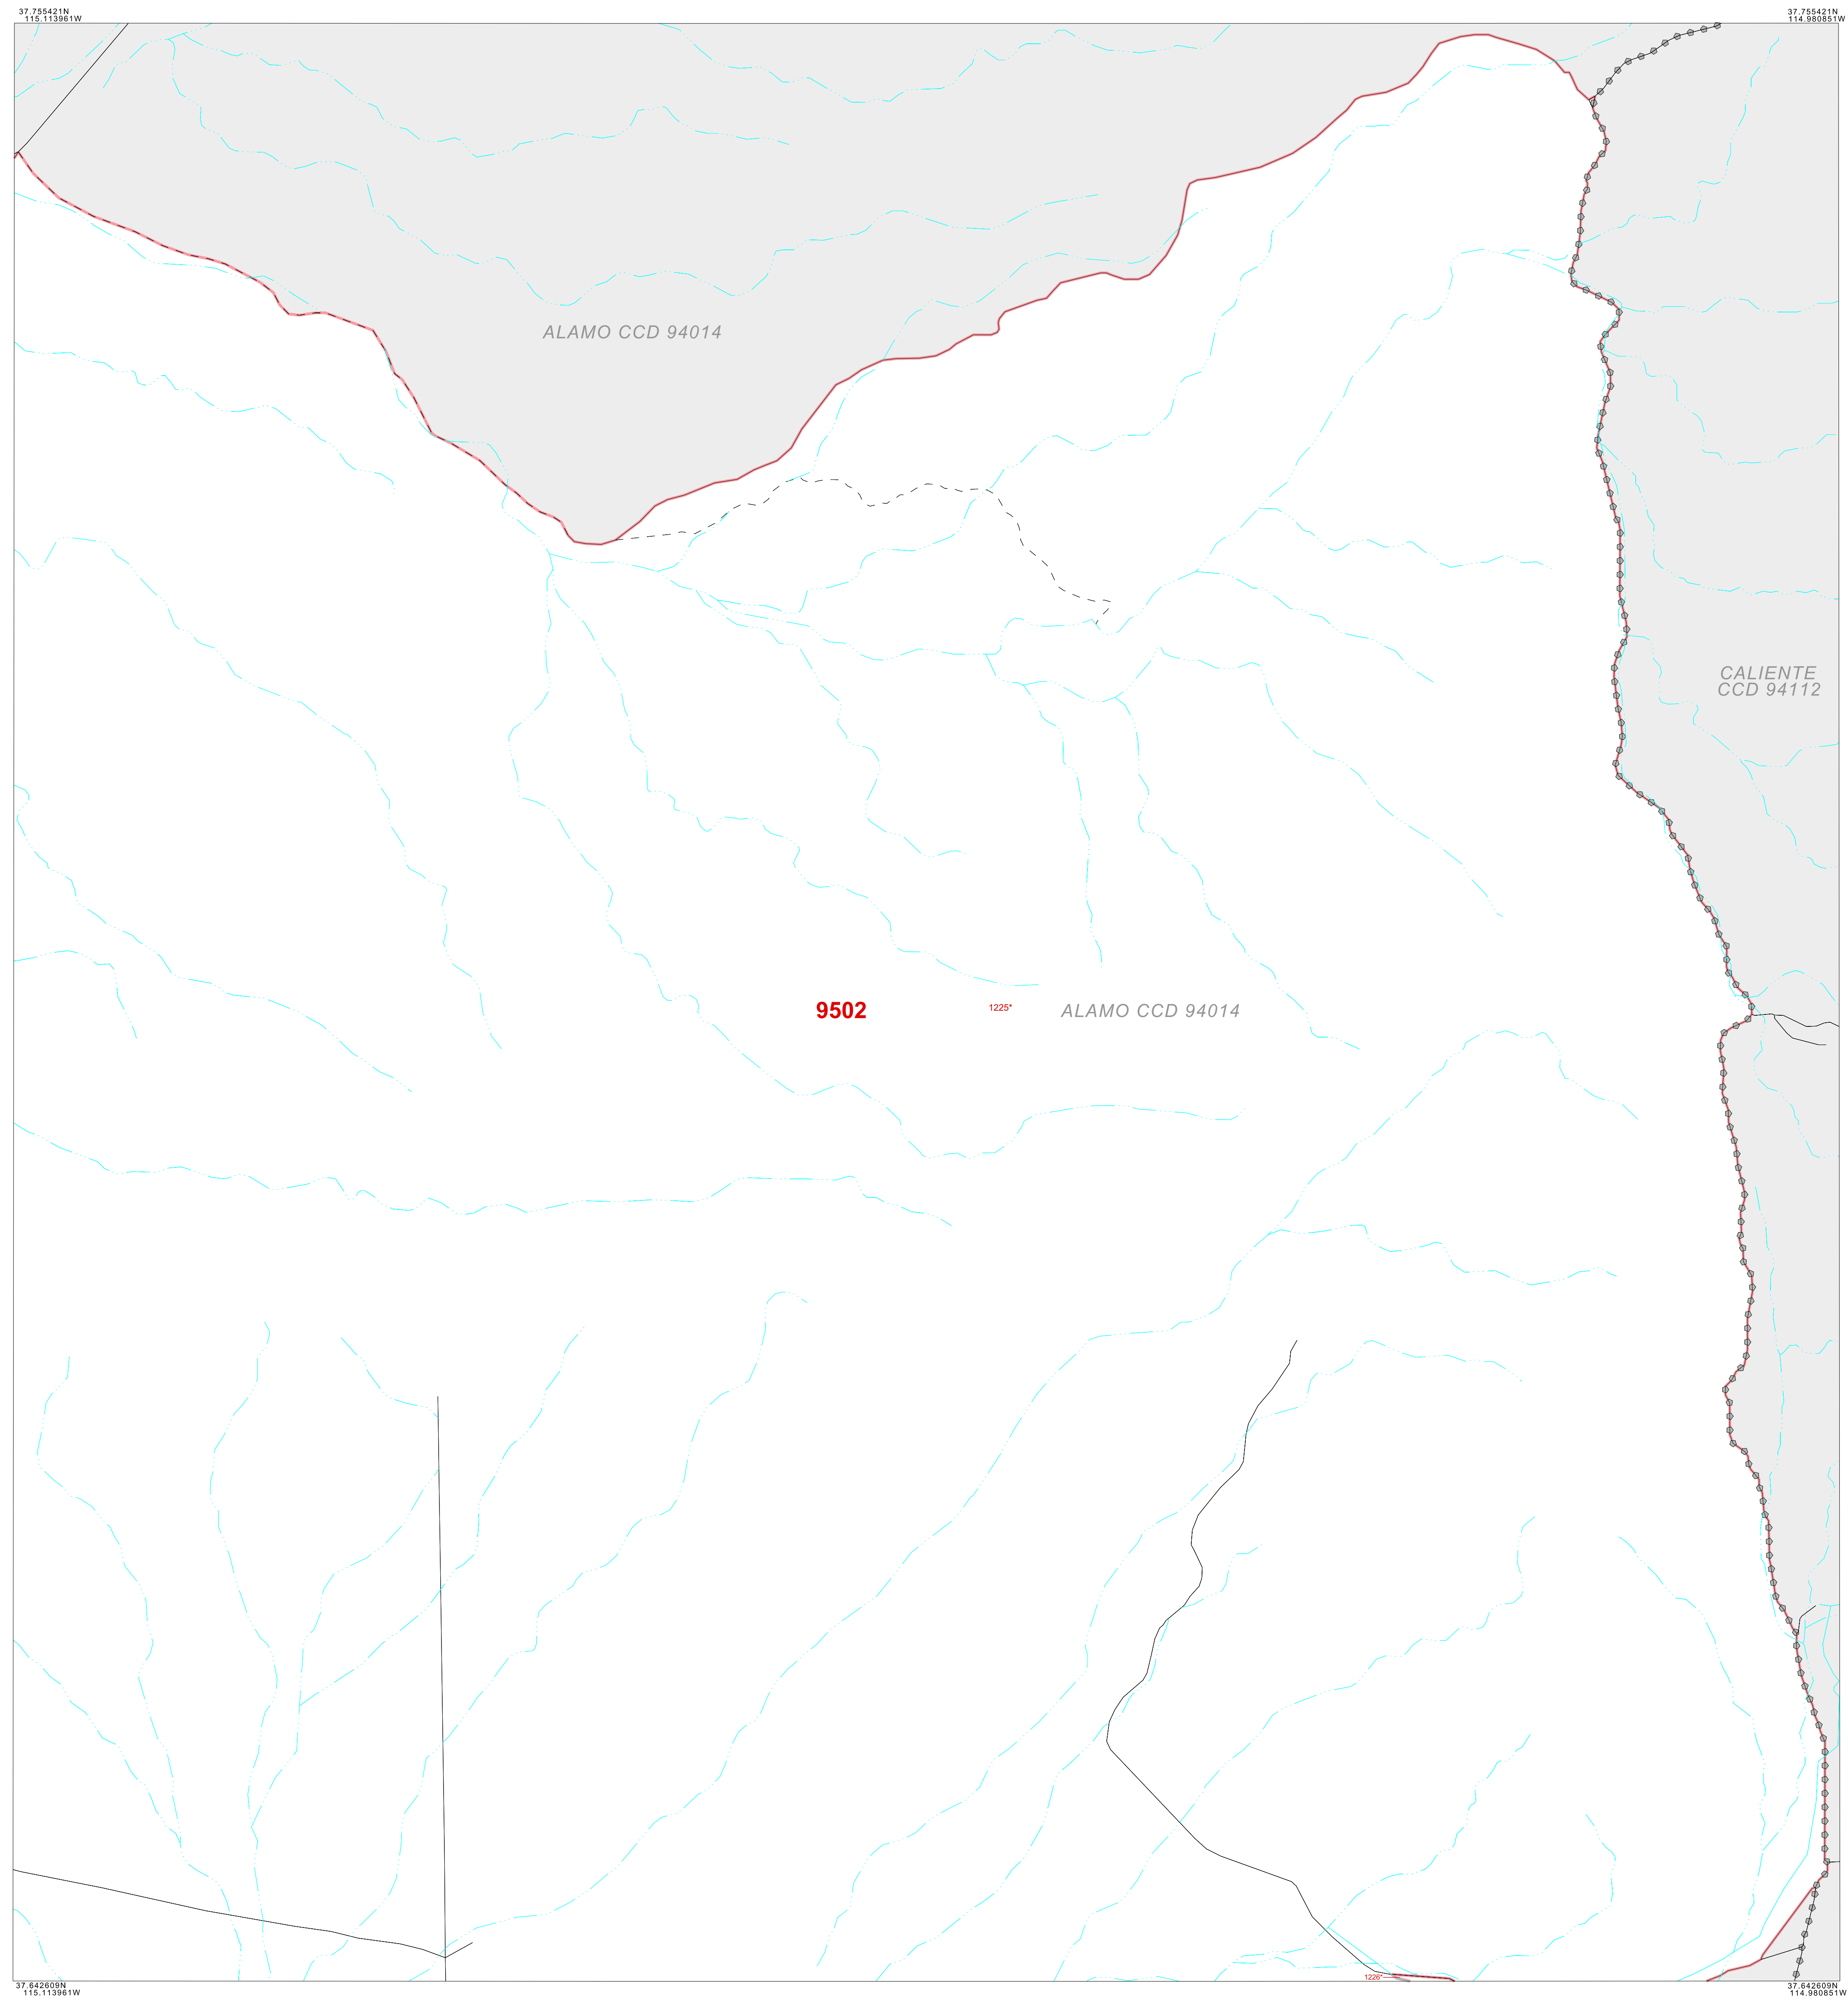 37.755421N
115.113961W
37.755421N
114.980851W
ALAMO CCD 94014
CALIENTE
CCD 94112
9502
1225*
ALAMO CCD 94014
1226*
37.642609N
115.113961W
37.642609N
114.980851W